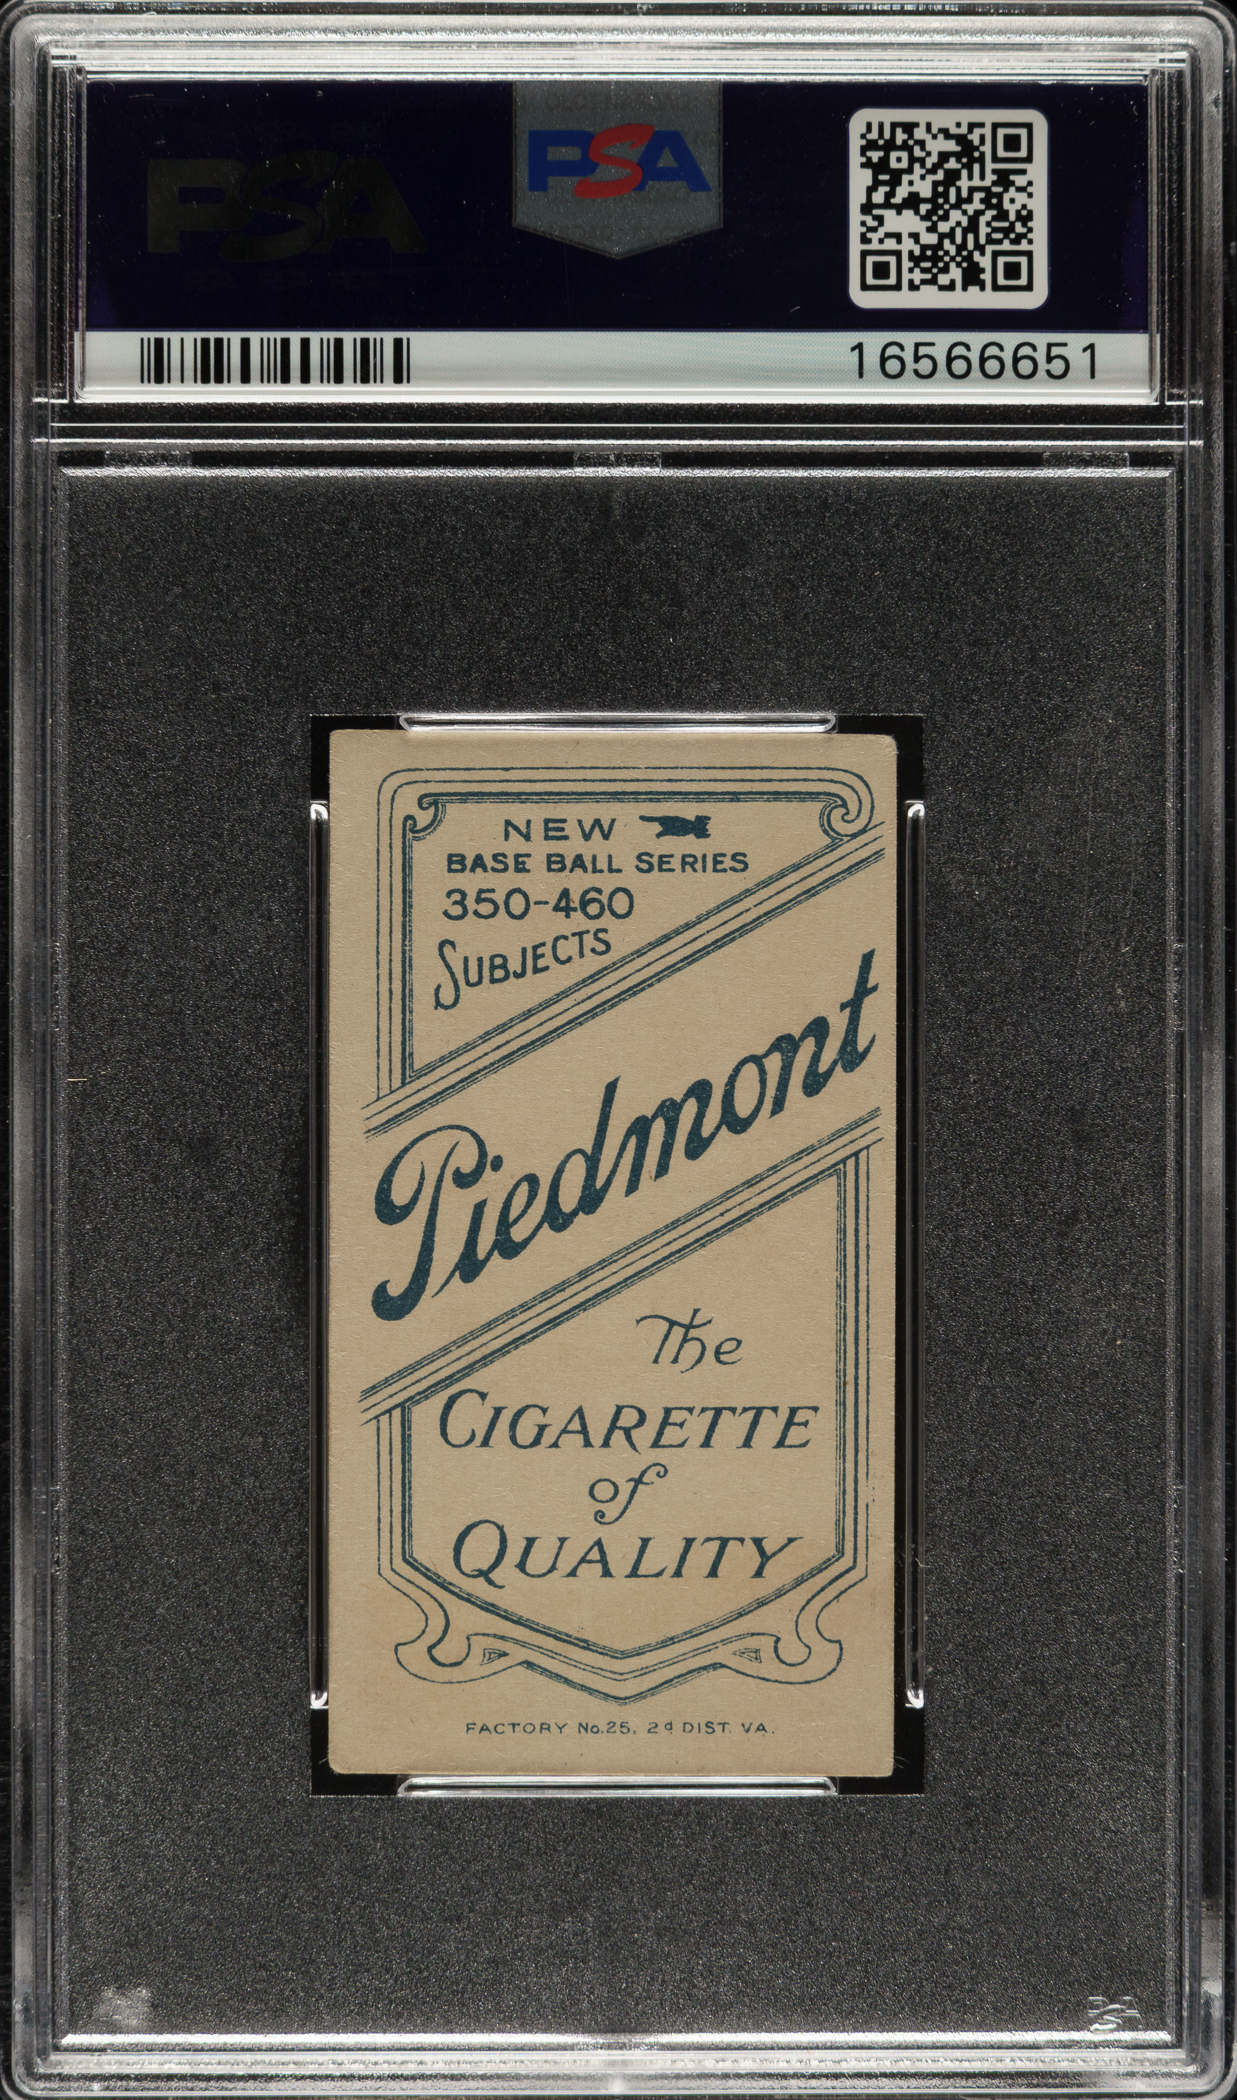 PSA
PSA
16566651
NEW
BASE BALL SERIES
350-460
SUBJECTS
Piedmont
The
CIGARETTE
of
QUALITY
FACTORY No.25, 2d DIST. VA.